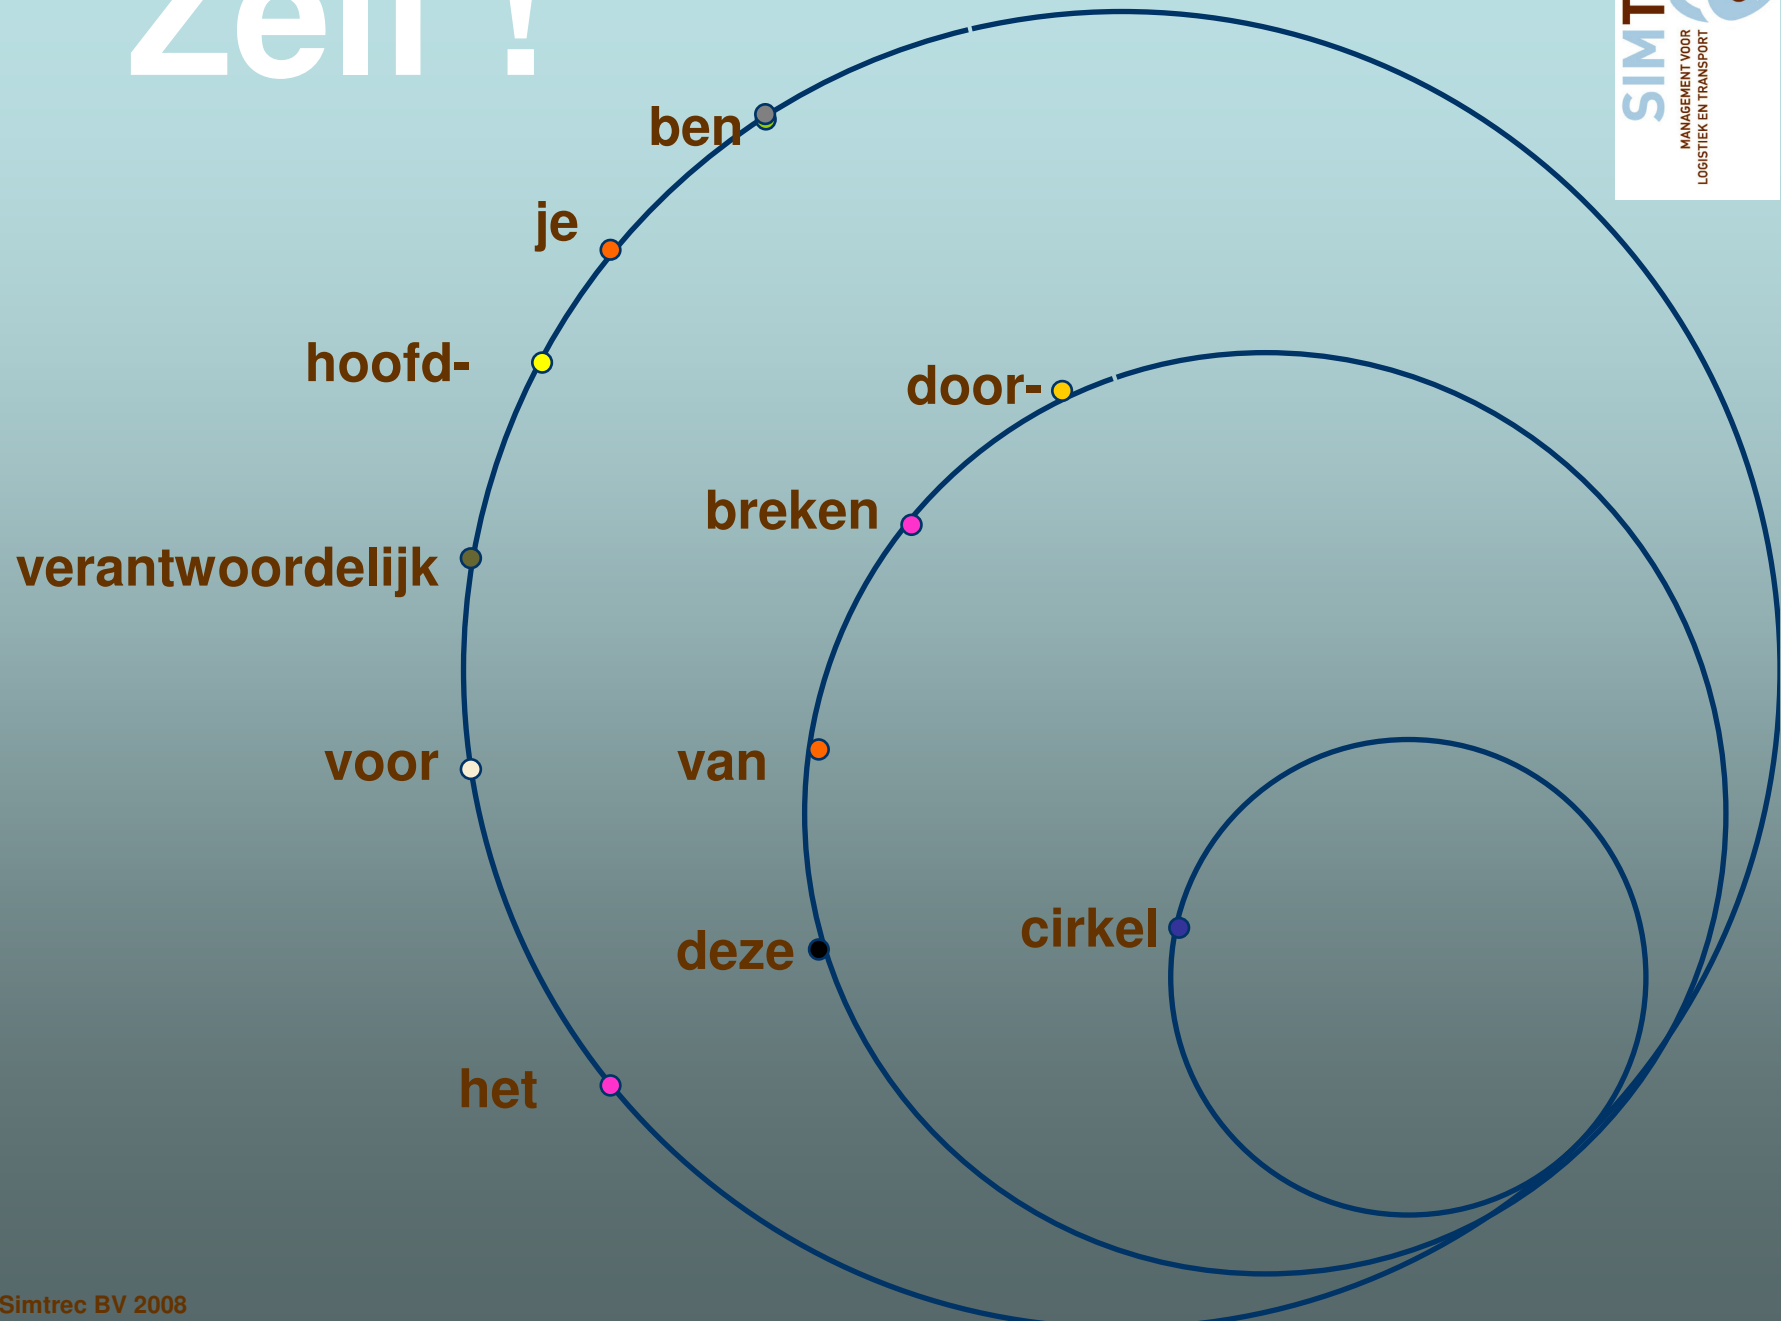 Zelf !
ben
je
hoofd-
verantwoordelijk
voor
het
door-
breken
van
deze
cirkel
SIMT
MANAGEMENT VOOR
LOGISTIEK EN TRANSPORT
Simtrec BV 2008